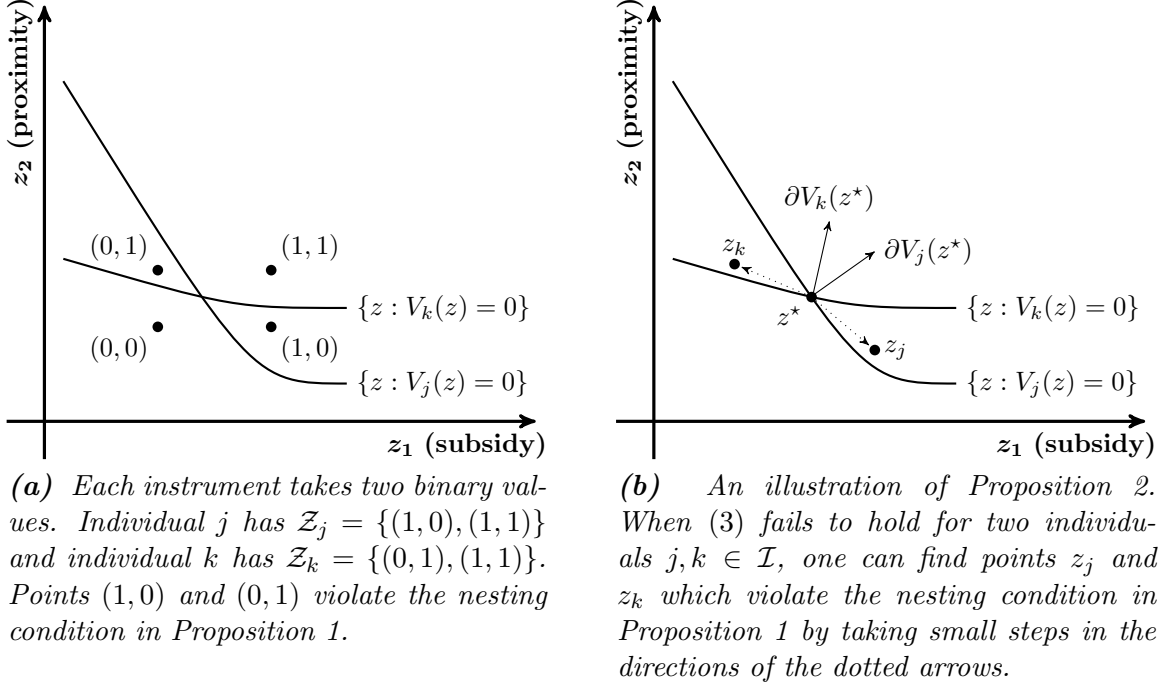 z₂ (proximity)
(0, 1)
(1, 1)
{z : Vₖ(z) = 0}
(0, 0)
(1, 0)
{z : Vⱼ(z) = 0}
z₁ (subsidy)
(a) Each instrument takes two binary val-
ues. Individual j has 𝒵ⱼ = {(1, 0), (1, 1)}
and individual k has 𝒵ₖ = {(0, 1), (1, 1)}.
Points (1, 0) and (0, 1) violate the nesting
condition in Proposition 1.
z₂ (proximity)
∂Vₖ(z⋆)
zₖ
∂Vⱼ(z⋆)
z⋆
{z : Vₖ(z) = 0}
zⱼ
{z : Vⱼ(z) = 0}
z₁ (subsidy)
(b) An illustration of Proposition 2.
When (3) fails to hold for two individu-
als j, k ∈ ℐ, one can find points zⱼ and
zₖ which violate the nesting condition in
Proposition 1 by taking small steps in the
directions of the dotted arrows.